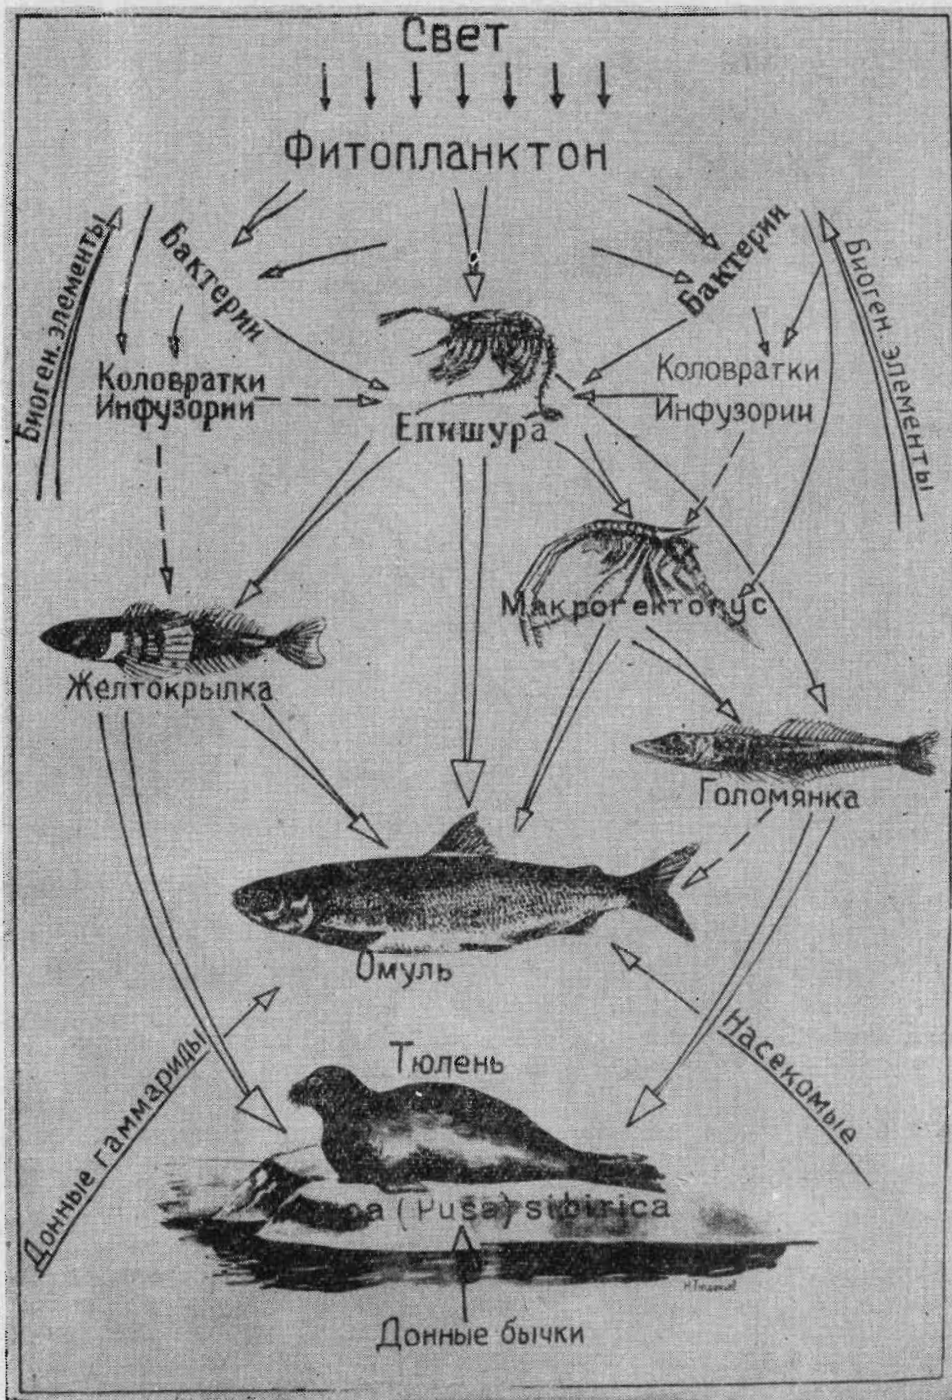 Свет
Фитопланктон
Биоген. элементы
Бактерии
Бактерии
Биоген. элементы
Коловратки
Инфузории
Коловратки
Инфузории
Епишура
Макрогектопус
Желтокрылка
Голомянка
Омуль
Донные гаммариды
Насекомые
Тюлень
(Pusa) sibirica
Донные бычки